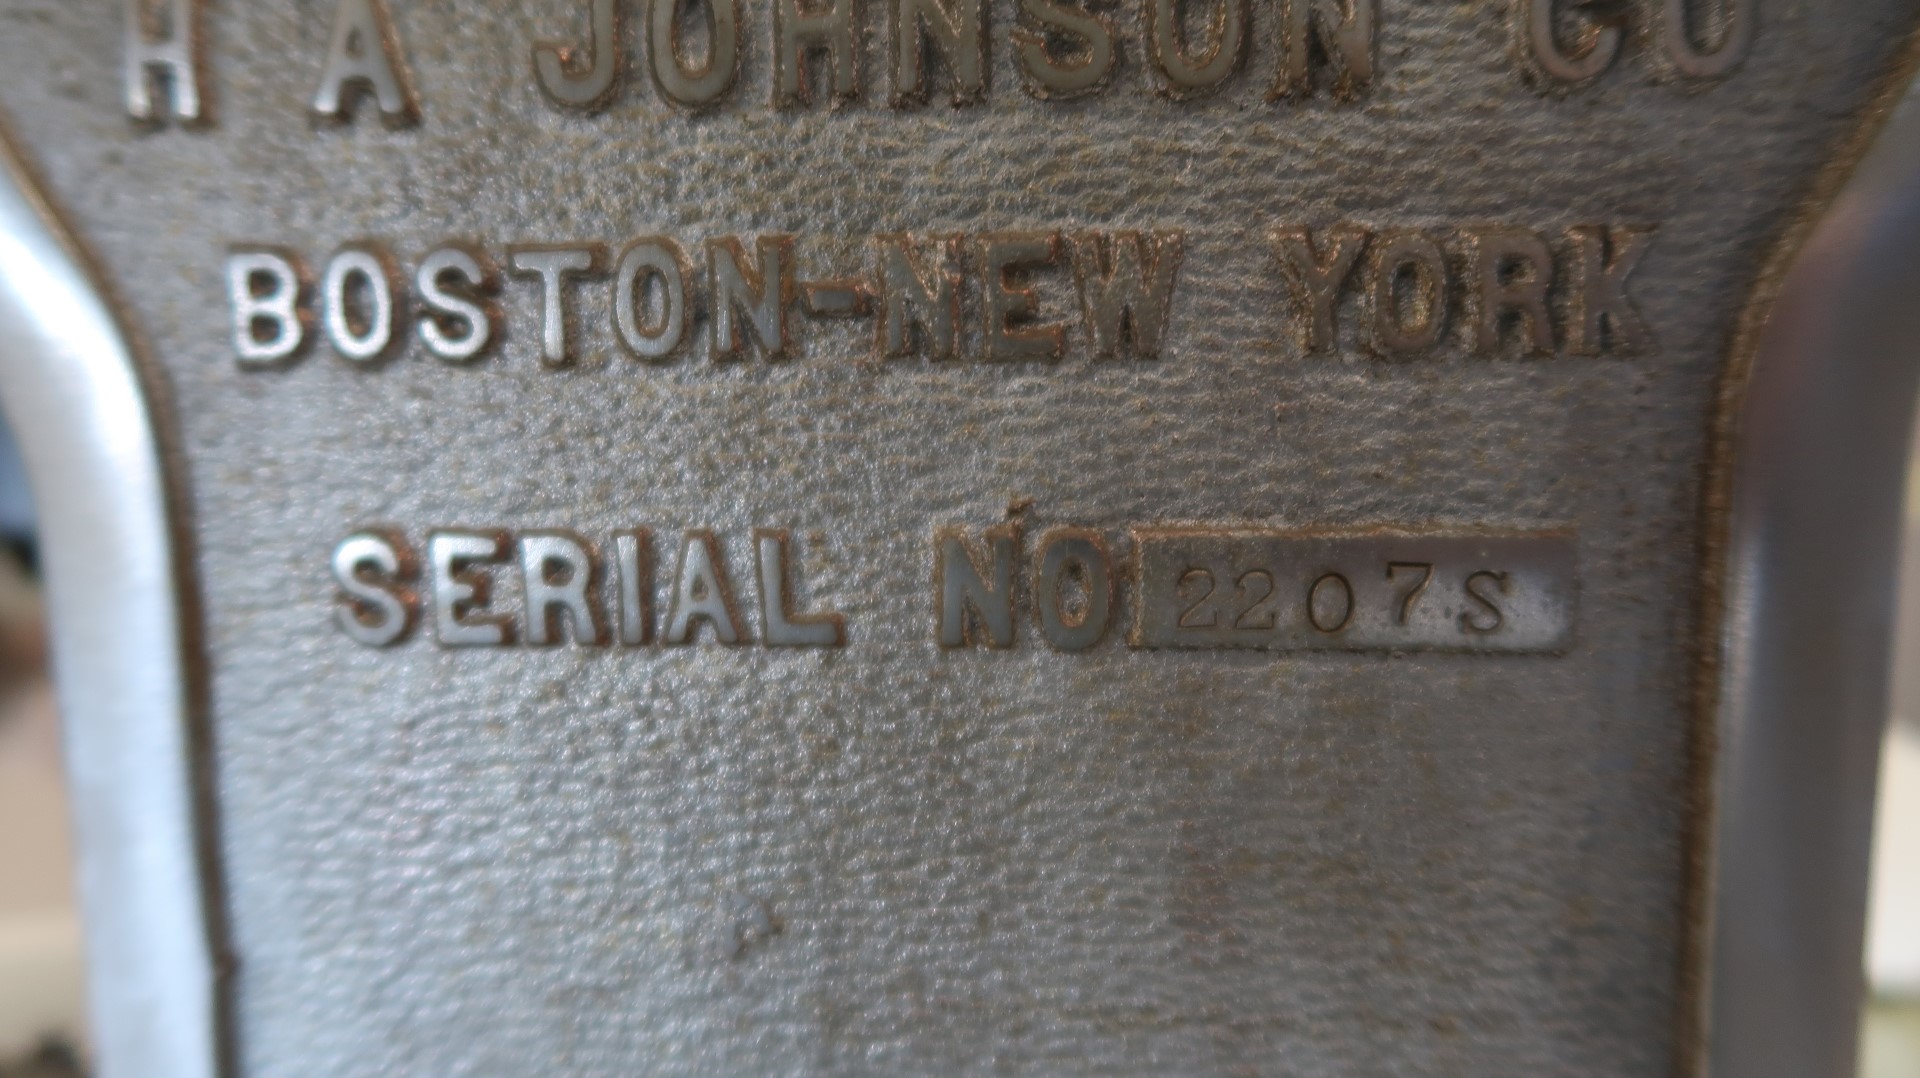 H A JOHNSON CO
BOSTON-NEW YORK
SERIAL NO 2207S